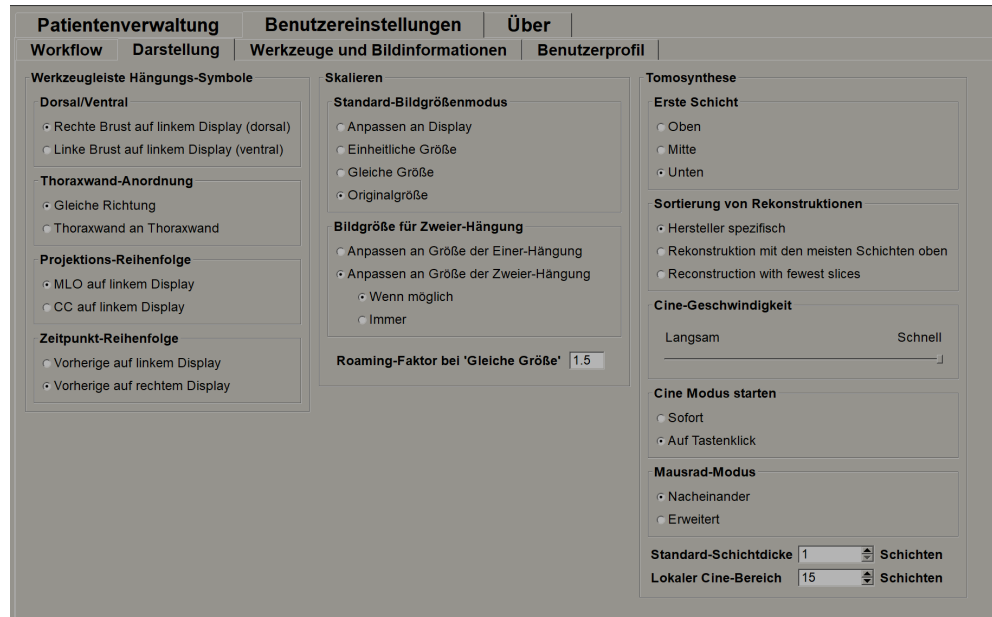 Patientenverwaltung Benutzereinstellungen Über
Workflow Darstellung Werkzeuge und Bildinformationen Benutzerprofil
Werkzeugleiste Hängungs-Symbole
Dorsal/Ventral
Rechte Brust auf linkem Display (dorsal)
Linke Brust auf linkem Display (ventral)
Thoraxwand-Anordnung
Gleiche Richtung
Thoraxwand an Thoraxwand
Projektions-Reihenfolge
MLO auf linkem Display
CC auf linkem Display
Zeitpunkt-Reihenfolge
Vorherige auf linkem Display
Vorherige auf rechtem Display
Skalieren
Standard-Bildgrößenmodus
Anpassen an Display
Einheitliche Größe
Gleiche Größe
Originalgröße
Bildgröße für Zweier-Hängung
Anpassen an Größe der Einer-Hängung
Anpassen an Größe der Zweier-Hängung
Wenn möglich
Immer
Roaming-Faktor bei 'Gleiche Größe' 1.5
Tomosynthese
Erste Schicht
Oben
Mitte
Unten
Sortierung von Rekonstruktionen
Hersteller spezifisch
Rekonstruktion mit den meisten Schichten oben
Reconstruction with fewest slices
Cine-Geschwindigkeit
Langsam Schnell
Cine Modus starten
Sofort
Auf Tastenklick
Mausrad-Modus
Nacheinander
Erweitert
Standard-Schichtdicke 1 Schichten
Lokaler Cine-Bereich 15 Schichten